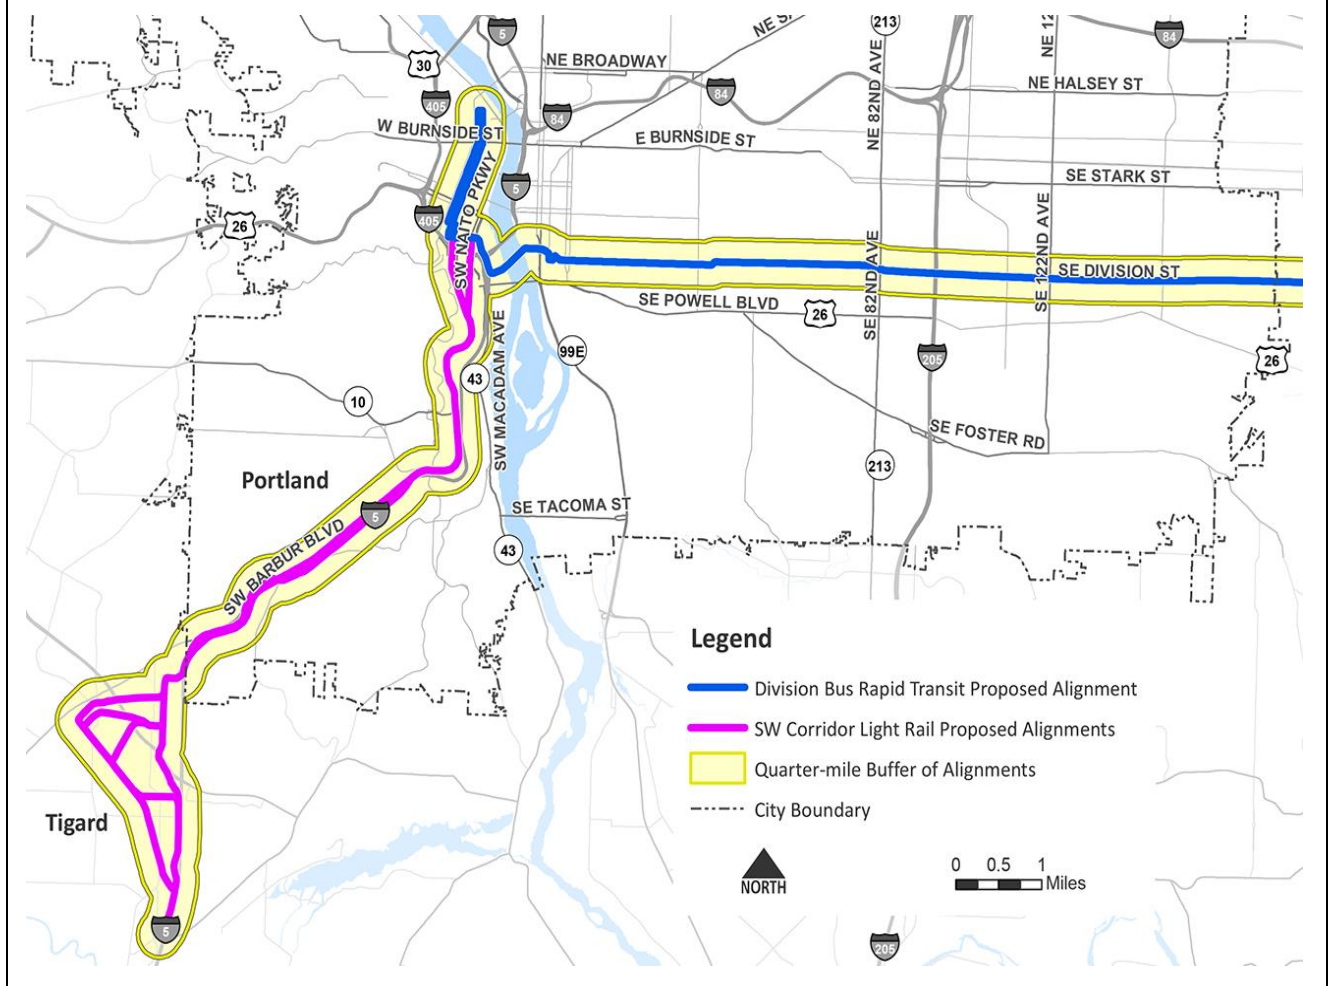 5
213
NE 12
84
NE S
30
NE BROADWAY
NE 82ND AVE
84
NE HALSEY ST
405
84
W BURNSIDE ST
E BURNSIDE ST
5
SE STARK ST
26
405
SW NAITO PKWY
SE 122ND AVE
SE 82ND AVE
SE DIVISION ST
SE POWELL BLVD
26
SW MACADAM AVE
99E
205
26
43
10
SE FOSTER RD
213
Portland
5
SE TACOMA ST
SW BARBUR BLVD
43
Legend
Division Bus Rapid Transit Proposed Alignment
SW Corridor Light Rail Proposed Alignments
Quarter-mile Buffer of Alignments
City Boundary
Tigard
NORTH
0 0.5 1
Miles
5
205